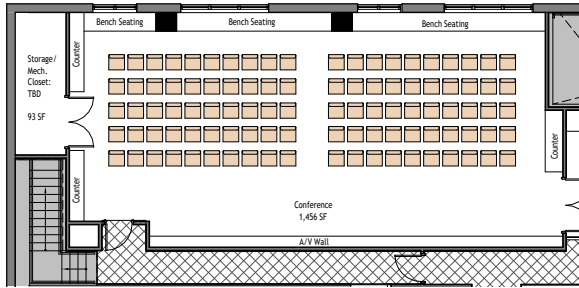 Bench Seating
Bench Seating
Bench Seating
Storage/
Mech.
Closet:
TBD
93 SF
Counter
Counter
Counter
Conference
1,456 SF
A/V Wall